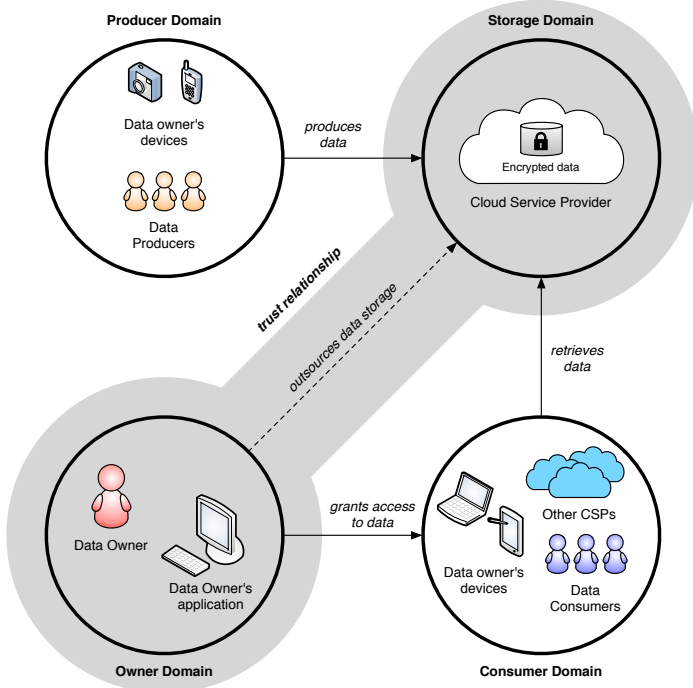 Producer Domain
Storage Domain
Data owner's
devices
Data
Producers
produces
data
Encrypted data
Cloud Service Provider
trust relationship
outsources data storage
retrieves
data
Data Owner
Data Owner's
application
grants access
to data
Other CSPs
Data owner's
devices
Data
Consumers
Owner Domain
Consumer Domain